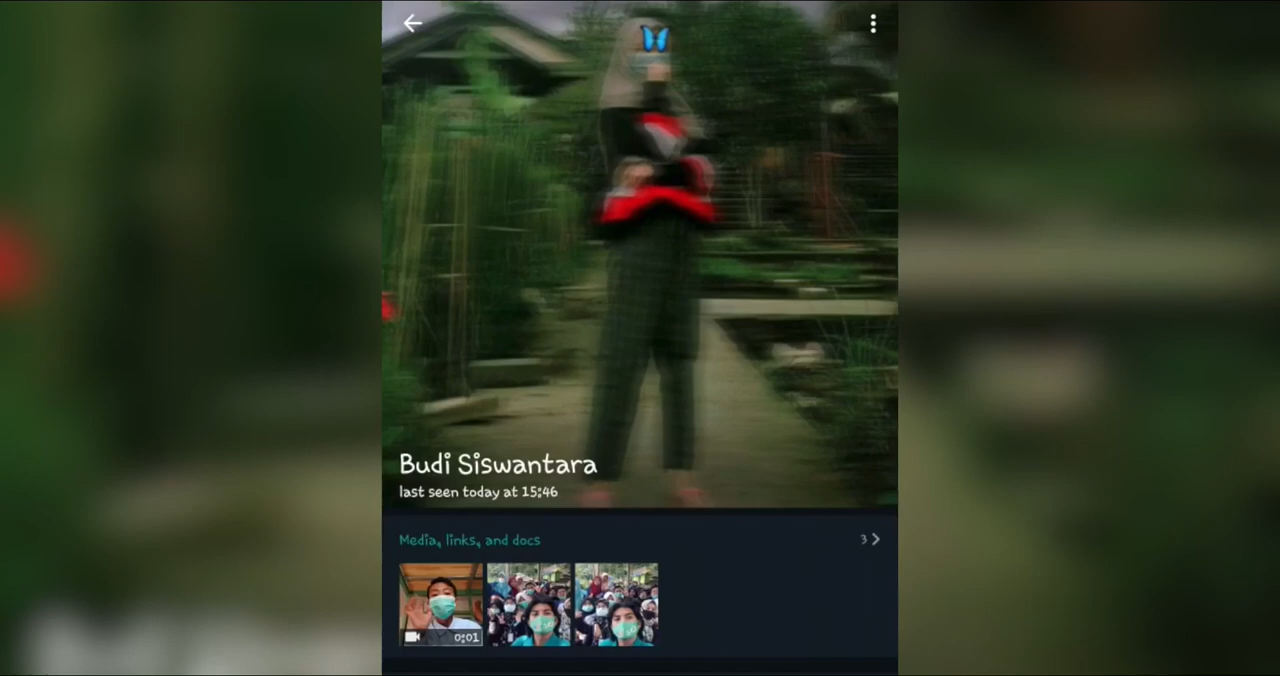 Budi Siswantara
last seen today at 15:46
Media, links, and docs
3
0:01